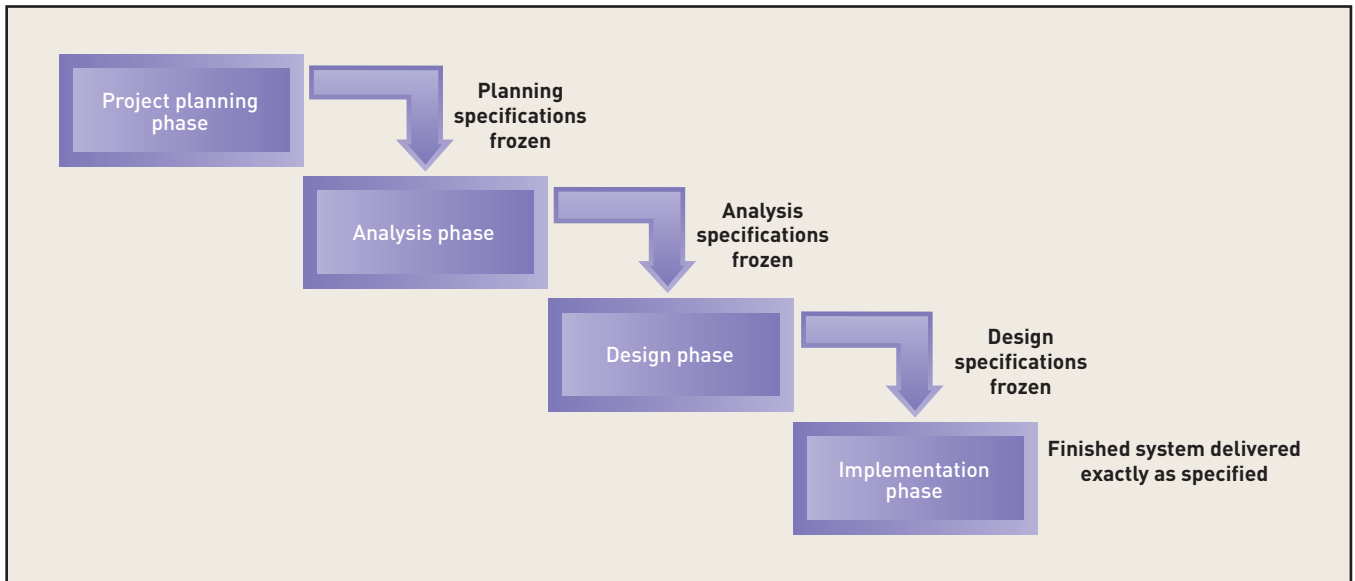 Project planning
phase
Planning
specifications
frozen
Analysis phase
Analysis
specifications
frozen
Design phase
Design
specifications
frozen
Implementation
phase
Finished system delivered
exactly as specified